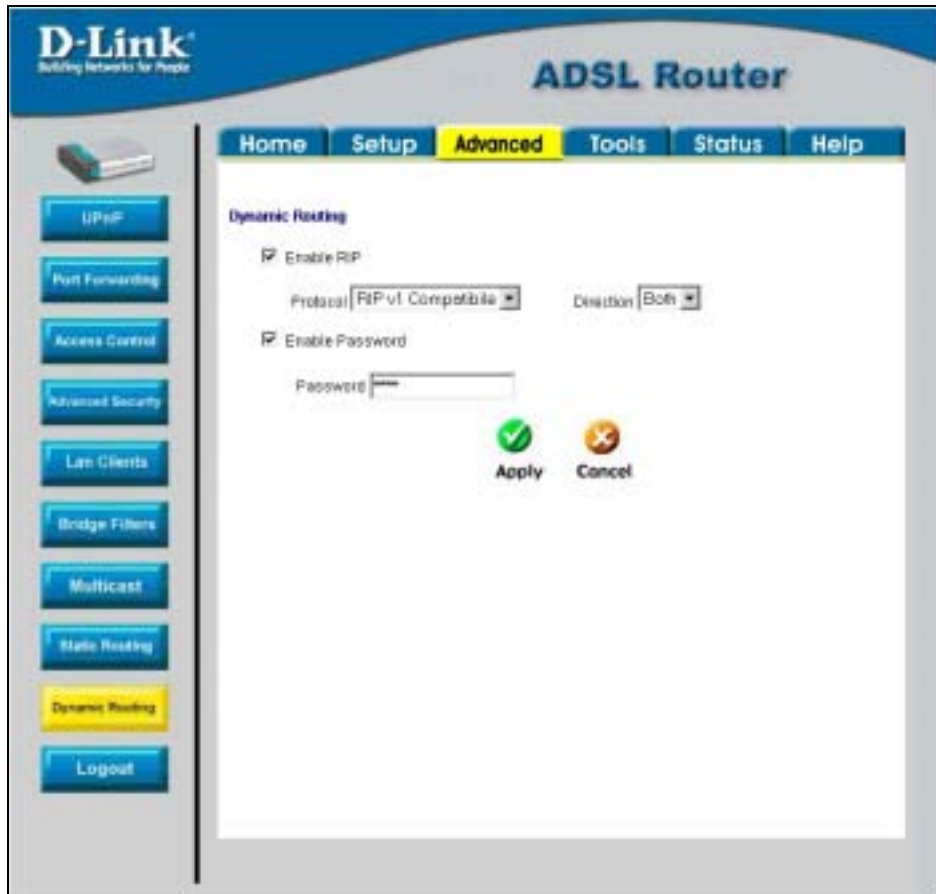 D-Link
Building Networks for People
ADSL Router
Home Setup Advanced Tools Status Help
UPnP
Port Forwarding
Access Control
Advanced Security
Lan Clients
Bridge Filters
Multicast
Static Routing
Dynamic Routing
Logout
Dynamic Routing
Enable RIP
Protocol RIP v1 Compatibile Direction Both
Enable Password
Password
Apply Cancel